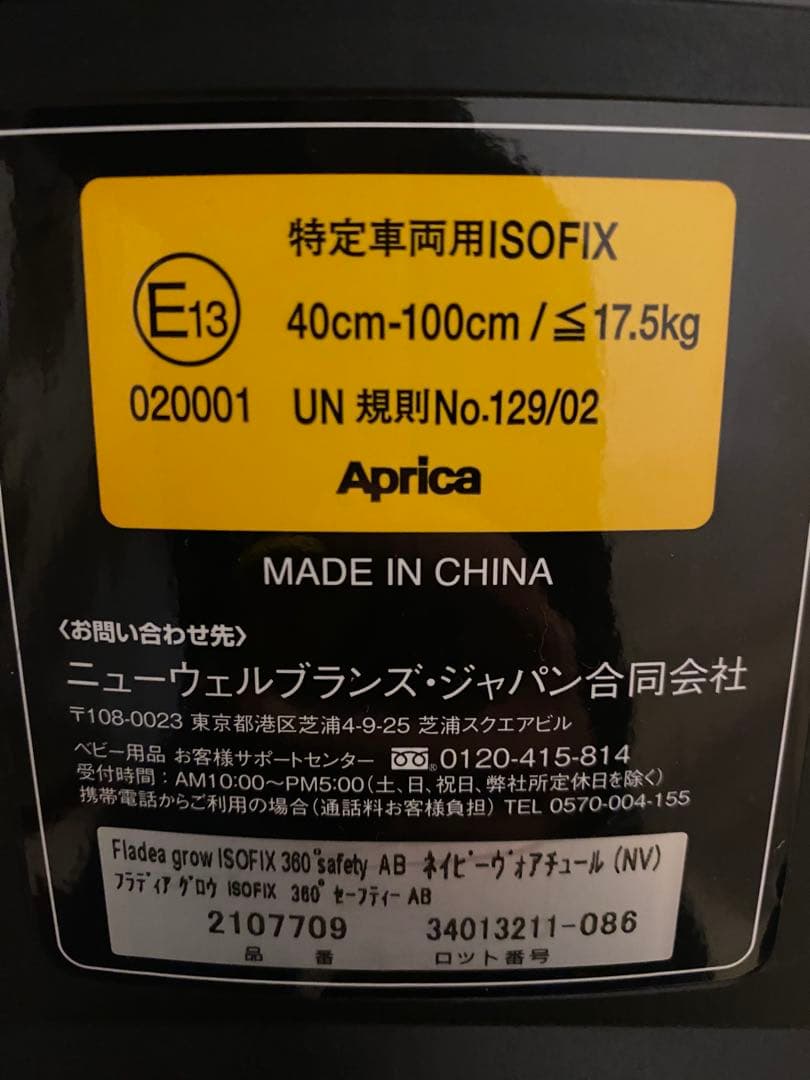 特定車両用ISOFIX
E13
40cm-100cm / ≦17.5kg
020001
UN 規則No.129/02
Aprica
MADE IN CHINA
〈お問い合わせ先〉
ニューウェルブランズ・ジャパン合同会社
〒108-0023 東京都港区芝浦4-9-25 芝浦スクエアビル
ベビー用品 お客様サポートセンター 0120-415-814
受付時間：AM10:00〜PM5:00（土、日、祝日、弊社所定休日を除く）
携帯電話からご利用の場合（通話料お客様負担）TEL 0570-004-155
Fladea grow ISOFIX 360°safety AB ネイビーヴォアチュール (NV)
フラディア グロウ ISOFIX 360° セーフティー AB
2107709 34013211-086
品番 ロット番号